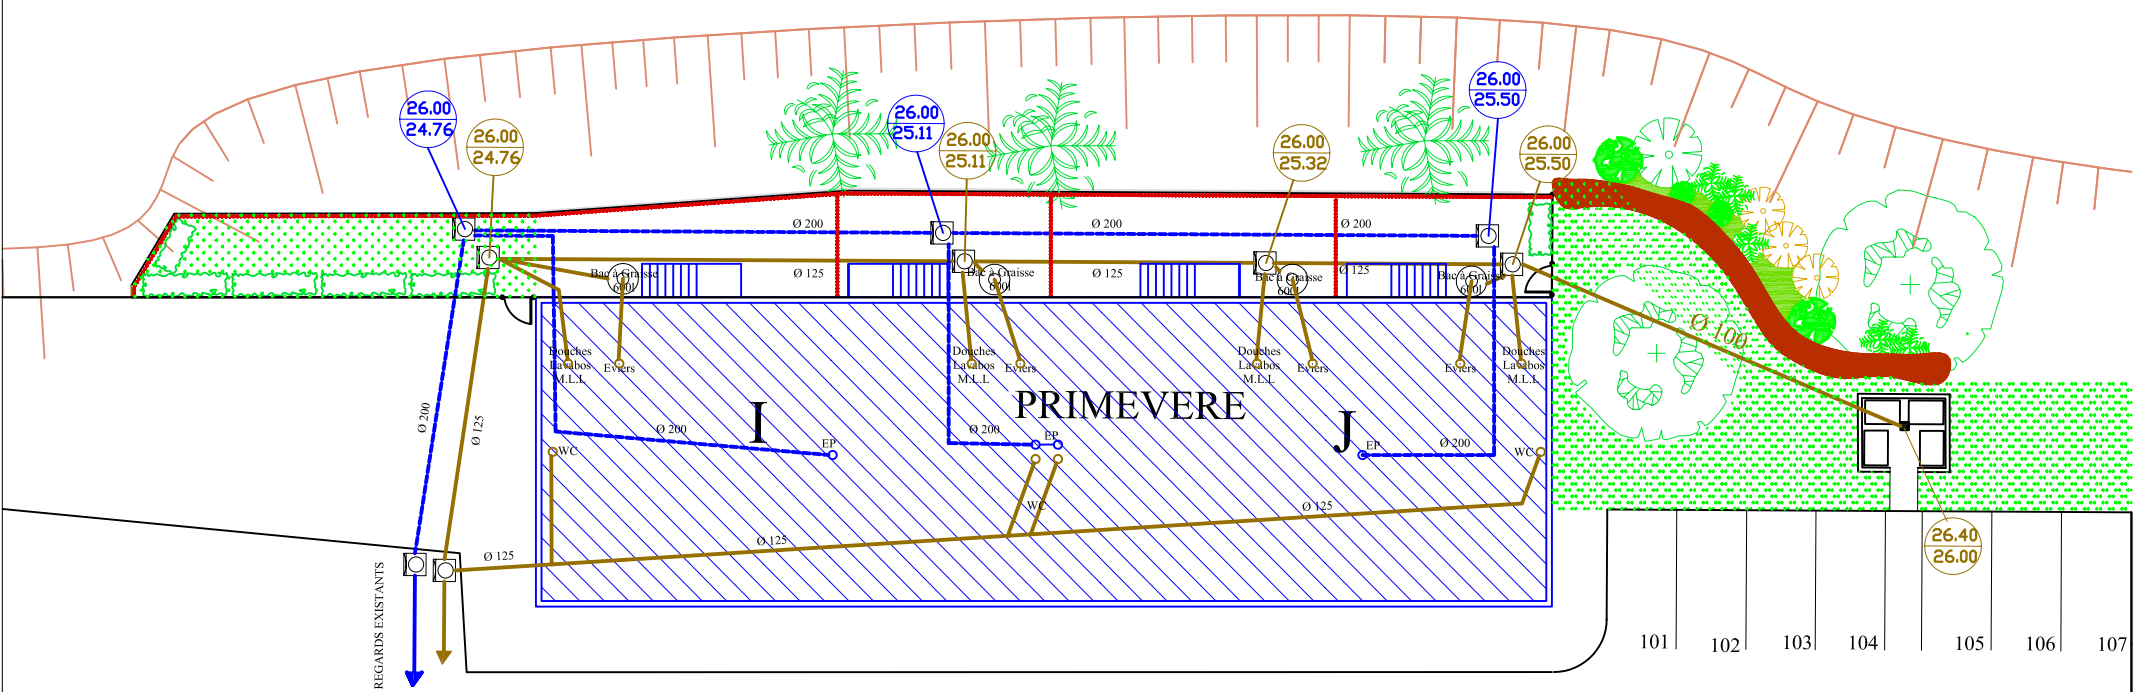 26.00
24.76
26.00
24.76
26.00
25.11
26.00
25.11
26.00
25.32
26.00
25.50
26.00
25.50
Ø 200
Ø 200
Ø 200
Bac à Graisse
600l
Ø 125
Bac à Graisse
600l
Ø 125
Bac à Graisse
600l
Ø 125
Bac à Graisse
600l
Ø 100
Douches
Lavabos
M.L.L
Eviers
Douches
Lavabos
M.L.L
Eviers
Douches
Lavabos
M.L.L
Eviers
Eviers
Douches
Lavabos
M.L.L
PRIMEVERE
I
J
Ø 200
Ø 125
Ø 200
EP
Ø 200
EP
EP
Ø 200
WC
WC
WC
Ø 125
Ø 125
Ø 125
REGARDS EXISTANTS
26.40
26.00
101
102
103
104
105
106
107